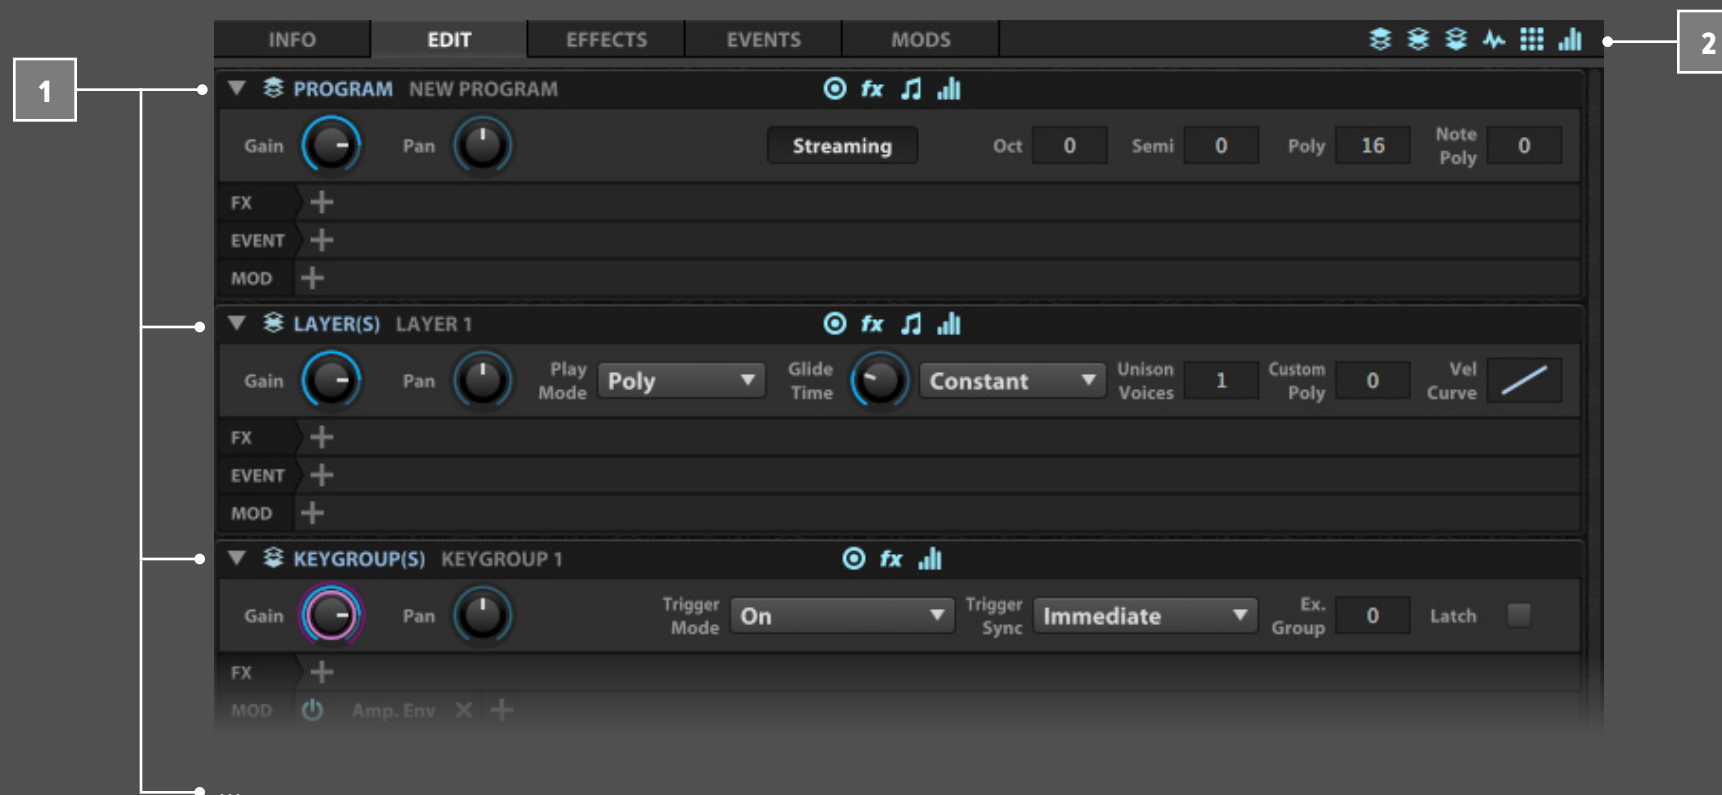 INFO EDIT EFFECTS EVENTS MODS
2
1
PROGRAM NEW PROGRAM fx
Gain Pan Streaming Oct 0 Semi 0 Poly 16 Note Poly 0
FX
EVENT
MOD
LAYER(S) LAYER 1 fx
Gain Pan Play Mode Poly Glide Time Constant Unison Voices 1 Custom Poly 0 Vel Curve
FX
EVENT
MOD
KEYGROUP(S) KEYGROUP 1 fx
Gain Pan Trigger Mode On Trigger Sync Immediate Ex. Group 0 Latch
FX
MOD Amp. Env
...